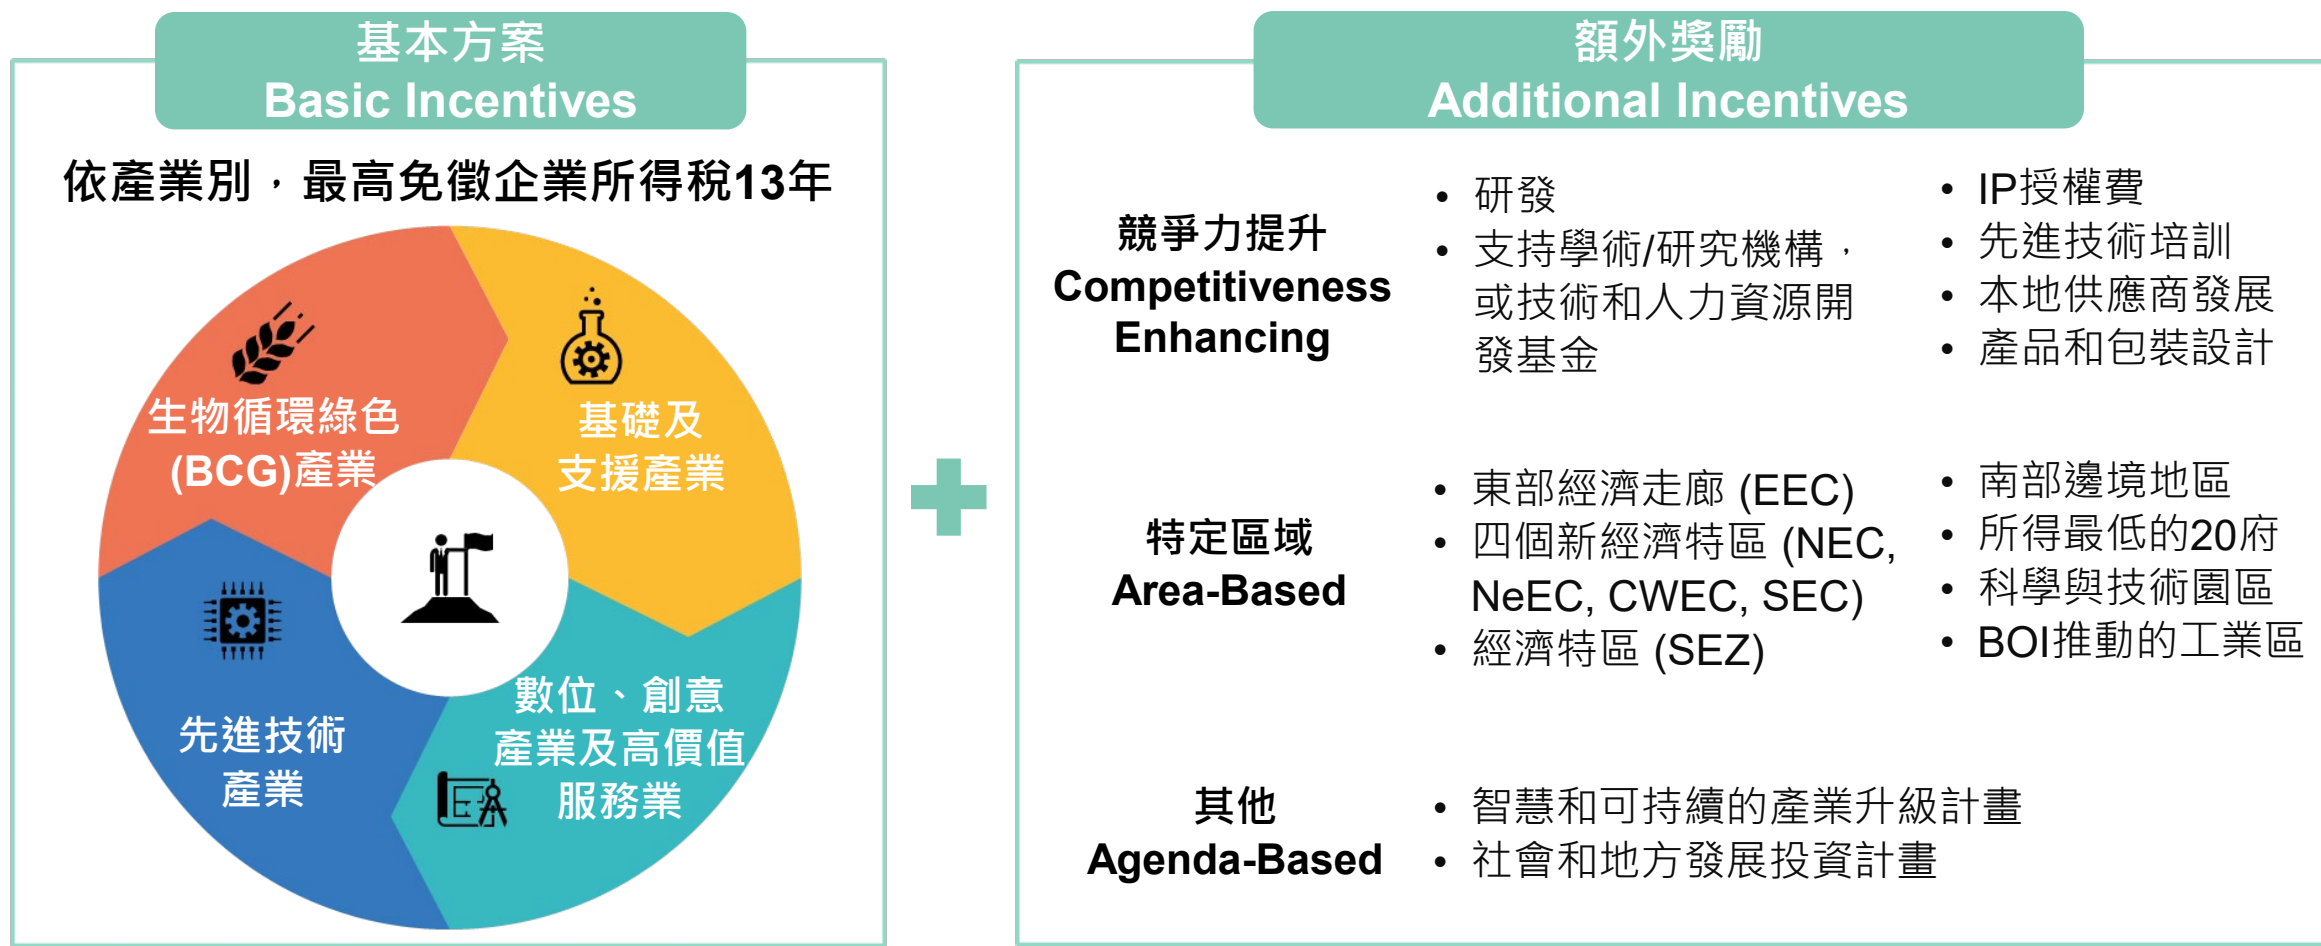 基本方案
Basic Incentives
依產業別，最高免徵企業所得稅13年
生物循環綠色
(BCG)產業
基礎及
支援產業
先進技術
產業
數位、創意
產業及高價值
服務業
額外獎勵
Additional Incentives
競爭力提升
Competitiveness
Enhancing
• 研發
• 支持學術/研究機構，
或技術和人力資源開
發基金
• IP授權費
• 先進技術培訓
• 本地供應商發展
• 產品和包裝設計
特定區域
Area-Based
• 東部經濟走廊 (EEC)
• 四個新經濟特區 (NEC,
NeEC, CWEC, SEC)
• 經濟特區 (SEZ)
• 南部邊境地區
• 所得最低的20府
• 科學與技術園區
• BOI推動的工業區
其他
Agenda-Based
• 智慧和可持續的產業升級計畫
• 社會和地方發展投資計畫